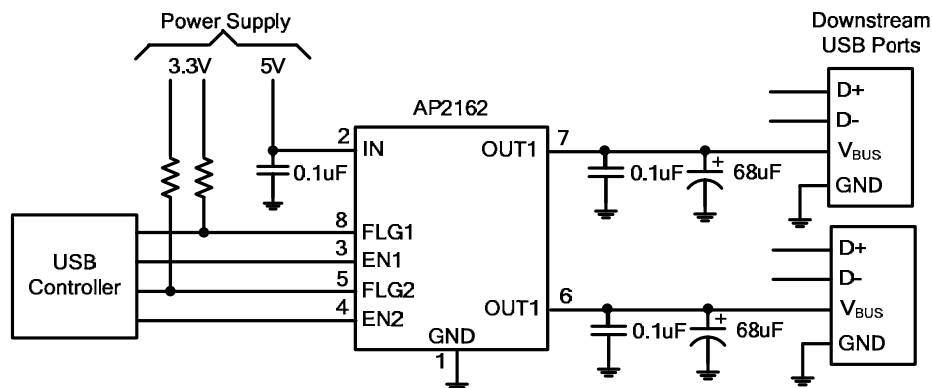 Power Supply
3.3V
5V
Downstream
USB Ports
AP2162
D+
D-
VBUS
GND
2
IN
OUT1
7
0.1uF
0.1uF
68uF
USB
Controller
8
FLG1
3
EN1
5
FLG2
4
EN2
OUT1
6
GND
1
0.1uF
68uF
D+
D-
VBUS
GND